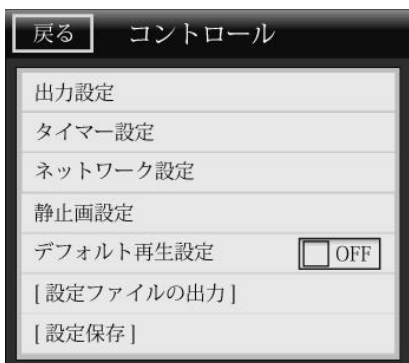 戻る コントロール
出力設定
タイマー設定
ネットワーク設定
静止画設定
デフォルト再生設定 OFF
[ 設定ファイルの出力 ]
[ 設定保存 ]